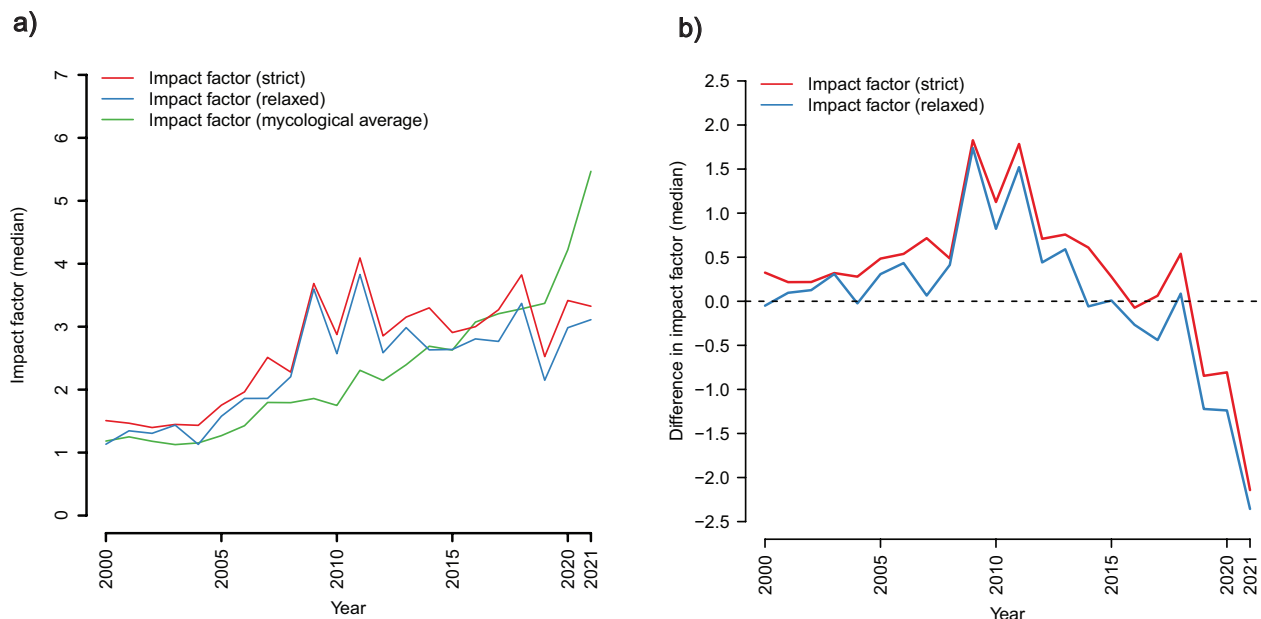 a)
Impact factor (strict)
Impact factor (relaxed)
Impact factor (mycological average)
7
6
5
4
3
2
1
0
Impact factor (median)
2000
2005
2010
2015
2020
2021
Year
b)
Impact factor (strict)
Impact factor (relaxed)
2.5
2.0
1.5
1.0
0.5
0.0
−0.5
−1.0
−1.5
−2.0
−2.5
Difference in impact factor (median)
2000
2005
2010
2015
2020
2021
Year